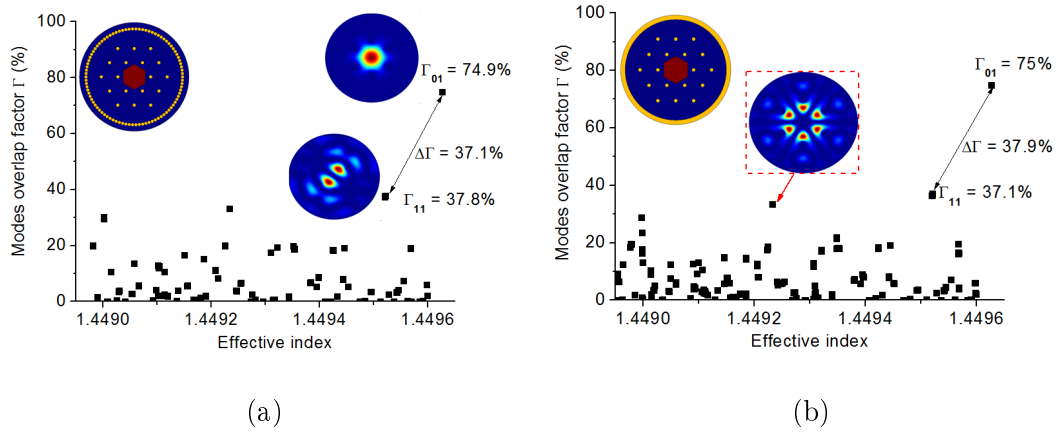 100
80
60
40
20
0
Modes overlap factor Γ (%)
Γ01 = 74.9%
ΔΓ = 37.1%
Γ11 = 37.8%
1.4490 1.4492 1.4494 1.4496
Effective index
(a)
100
80
60
40
20
0
Modes overlap factor Γ (%)
Γ01 = 75%
ΔΓ = 37.9%
Γ11 = 37.1%
1.4490 1.4492 1.4494 1.4496
Effective index
(b)